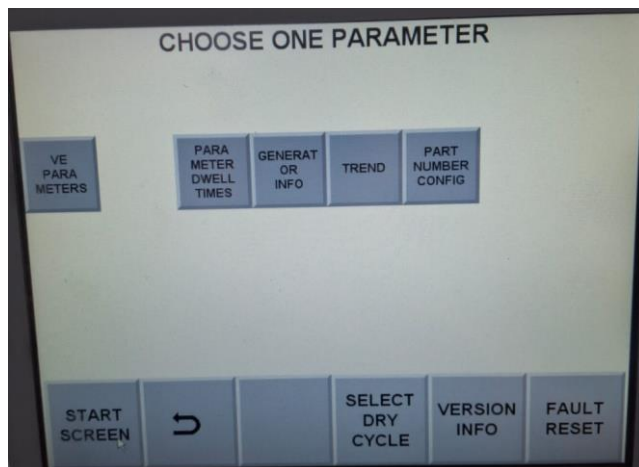 CHOOSE ONE PARAMETER
VE
PARA
METERS
PARA
METER
DWELL
TIMES
GENERAT
OR
INFO
TREND
PART
NUMBER
CONFIG
START
SCREEN
SELECT
DRY
CYCLE
VERSION
INFO
FAULT
RESET